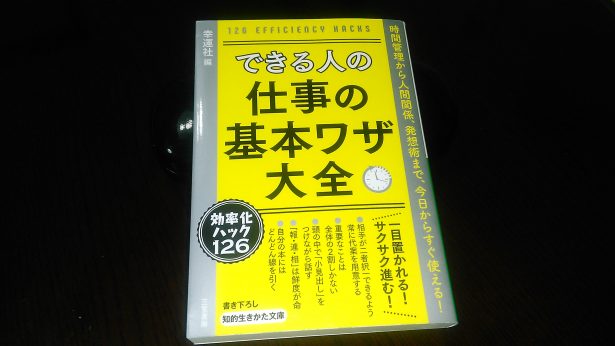 126 EFFICIENCY HACKS
幸運社 編
できる人の
仕事の
基本ワザ
大全
時間管理から人間関係、発想術まで、今日からすぐ使える!
一目置かれる!
サクサク進む!
●相手が二者択一できるよう
常に代案を用意する
●重要なことは
全体の2割しかない
●頭の中で「小見出し」を
つけながら話す
●「報・連・相」は鮮度が命
●自分の本には
どんどん線を引く
効率化
ハック
126
書き下ろし
知的生きかた文庫
三笠書房